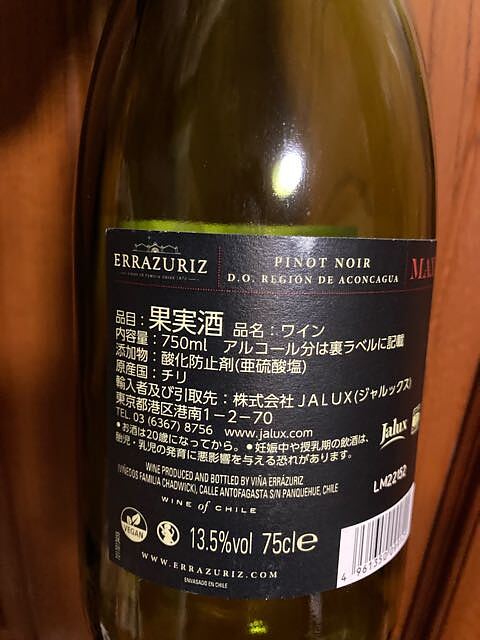 ERRAZURIZ
PINOT NOIR
D.O. REGIÓN DE ACONCAGUA
品目：果実酒 品名：ワイン
内容量：750ml アルコール分は裏ラベルに記載
添加物：酸化防止剤(亜硫酸塩)
原産国：チリ
輸入者及び引取先：株式会社JALUX(ジャルックス)
東京都港区港南1－2－70
TEL. 03 (6367) 8756 www.jalux.com
●お酒は20歳になってから。●妊娠中や授乳期の飲酒は、
胎児・乳児の発育に悪影響を与える恐れがあります。
Jalux
LM22152
WINE PRODUCED AND BOTTLED BY VIÑA ERRÁZURIZ
(VIÑEDOS FAMILIA CHADWICK), CALLE ANTOFAGASTA S/N PANQUEHUE, CHILE
WINE of CHILE
VEGAN
13.5%vol 75cl e
WWW.ERRAZURIZ.COM
ENVASADO EN CHILE